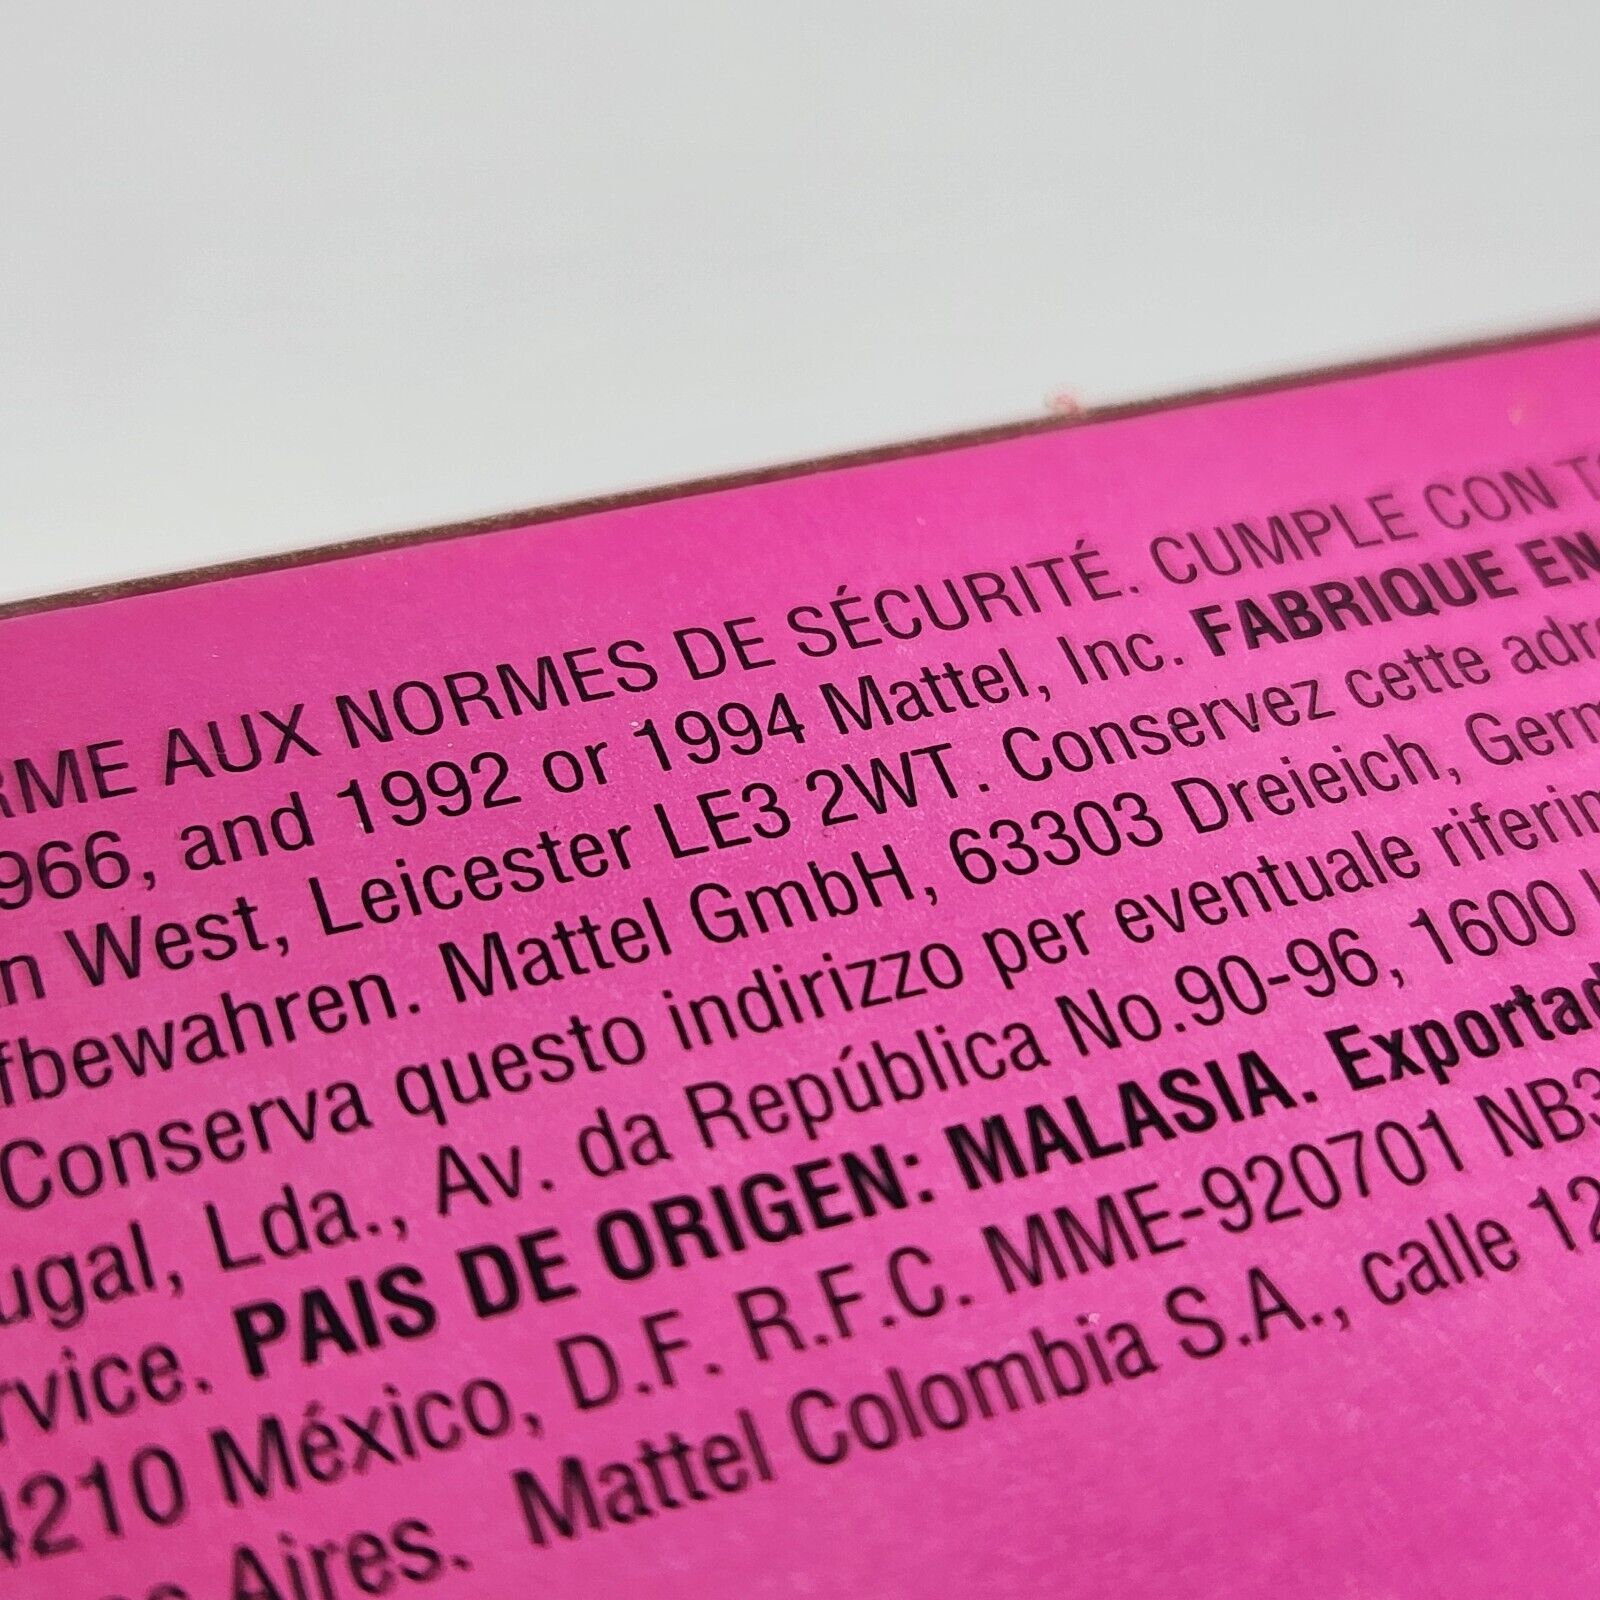 RME AUX NORMES DE SÉCURITÉ. CUMPLE CON
966, and 1992 or 1994 Mattel, Inc. FABRIQUE EN
n West, Leicester LE3 2WT. Conservez cette adr
fbewahren. Mattel GmbH, 63303 Dreieich, Germ
Conserva questo indirizzo per eventuale riferin
ugal, Lda., Av. da República No.90-96, 1600
rvice. PAIS DE ORIGEN: MALASIA. Exportad
4210 México, D.F. R.F.C. MME-920701 NB3
Aires. Mattel Colombia S.A., calle 12